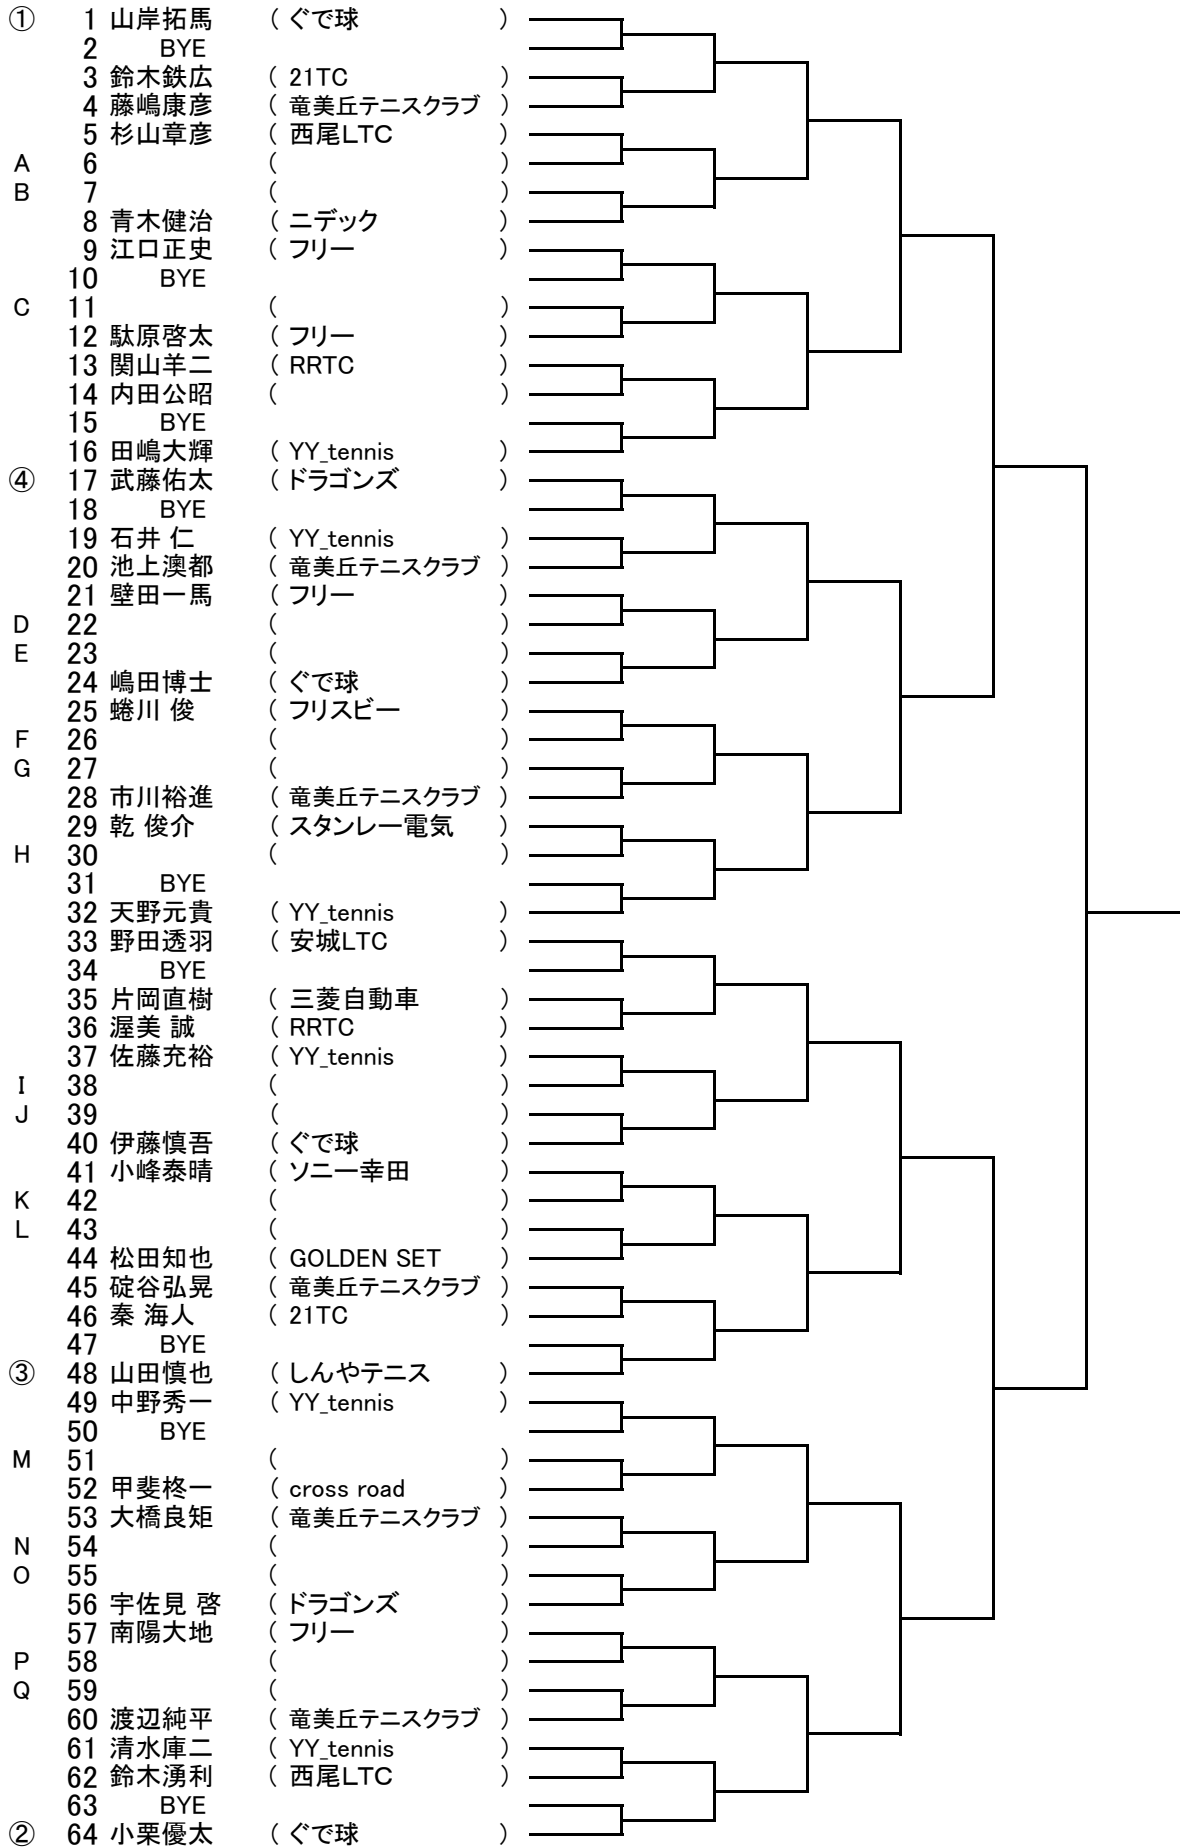 ① 1 山岸拓馬 ( ぐで球 )
2 BYE
3 鈴木鉄広 ( 21TC )
4 藤嶋康彦 ( 竜美丘テニスクラブ )
5 杉山章彦 ( 西尾LTC )
A 6 ( )
B 7 ( )
8 青木健治 ( ニデック )
9 江口正史 ( フリー )
10 BYE
C 11 ( )
12 駄原啓太 ( フリー )
13 関山羊二 ( RRTC )
14 内田公昭 ( )
15 BYE
16 田嶋大輝 ( YY_tennis )
④ 17 武藤佑太 ( ドラゴンズ )
18 BYE
19 石井 仁 ( YY_tennis )
20 池上澳都 ( 竜美丘テニスクラブ )
21 壁田一馬 ( フリー )
D 22 ( )
E 23 ( )
24 嶋田博士 ( ぐで球 )
25 蜷川 俊 ( フリスビー )
F 26 ( )
G 27 ( )
28 市川裕進 ( 竜美丘テニスクラブ )
29 乾 俊介 ( スタンレー電気 )
H 30 ( )
31 BYE
32 天野元貴 ( YY_tennis )
33 野田透羽 ( 安城LTC )
34 BYE
35 片岡直樹 ( 三菱自動車 )
36 渥美 誠 ( RRTC )
37 佐藤充裕 ( YY_tennis )
I 38 ( )
J 39 ( )
40 伊藤慎吾 ( ぐで球 )
41 小峰泰晴 ( ソニー幸田 )
K 42 ( )
L 43 ( )
44 松田知也 ( GOLDEN SET )
45 碇谷弘晃 ( 竜美丘テニスクラブ )
46 秦 海人 ( 21TC )
47 BYE
③ 48 山田慎也 ( しんやテニス )
49 中野秀一 ( YY_tennis )
50 BYE
M 51 ( )
52 甲斐柊一 ( cross road )
53 大橋良矩 ( 竜美丘テニスクラブ )
N 54 ( )
O 55 ( )
56 宇佐見 啓 ( ドラゴンズ )
57 南陽大地 ( フリー )
P 58 ( )
Q 59 ( )
60 渡辺純平 ( 竜美丘テニスクラブ )
61 清水庫二 ( YY_tennis )
62 鈴木湧利 ( 西尾LTC )
63 BYE
② 64 小栗優太 ( ぐで球 )